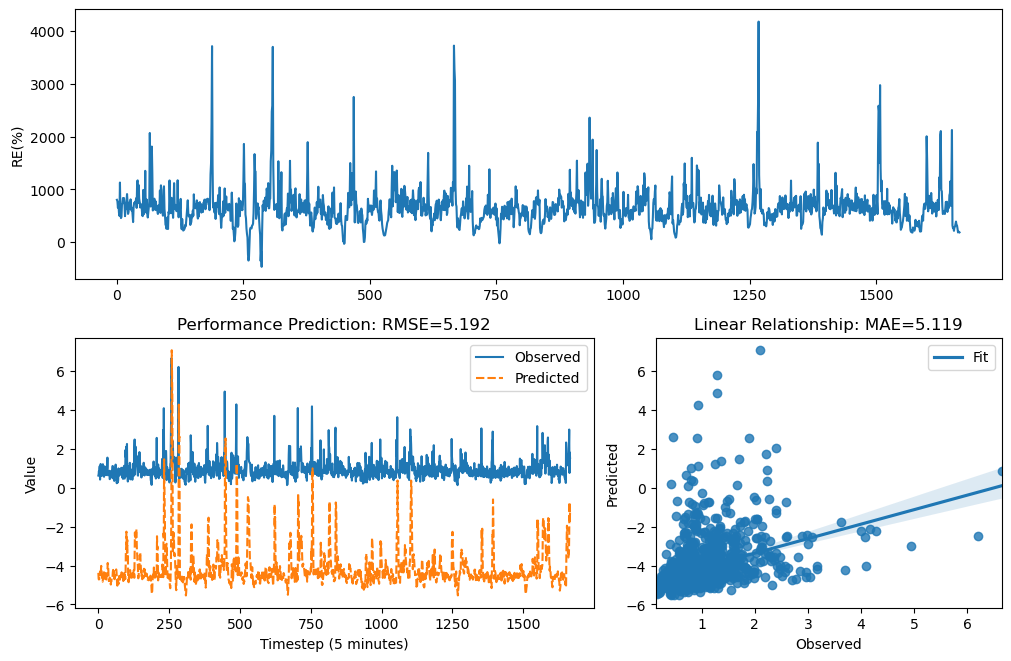 RE(%)
4000
3000
2000
1000
0
0 250 500 750 1000 1250 1500
Performance Prediction: RMSE=5.192
Value
6
4
2
0
−2
−4
−6
Observed
Predicted
0 250 500 750 1000 1250 1500
Timestep (5 minutes)
Linear Relationship: MAE=5.119
Predicted
6
4
2
0
−2
−4
−6
Fit
1 2 3 4 5 6
Observed